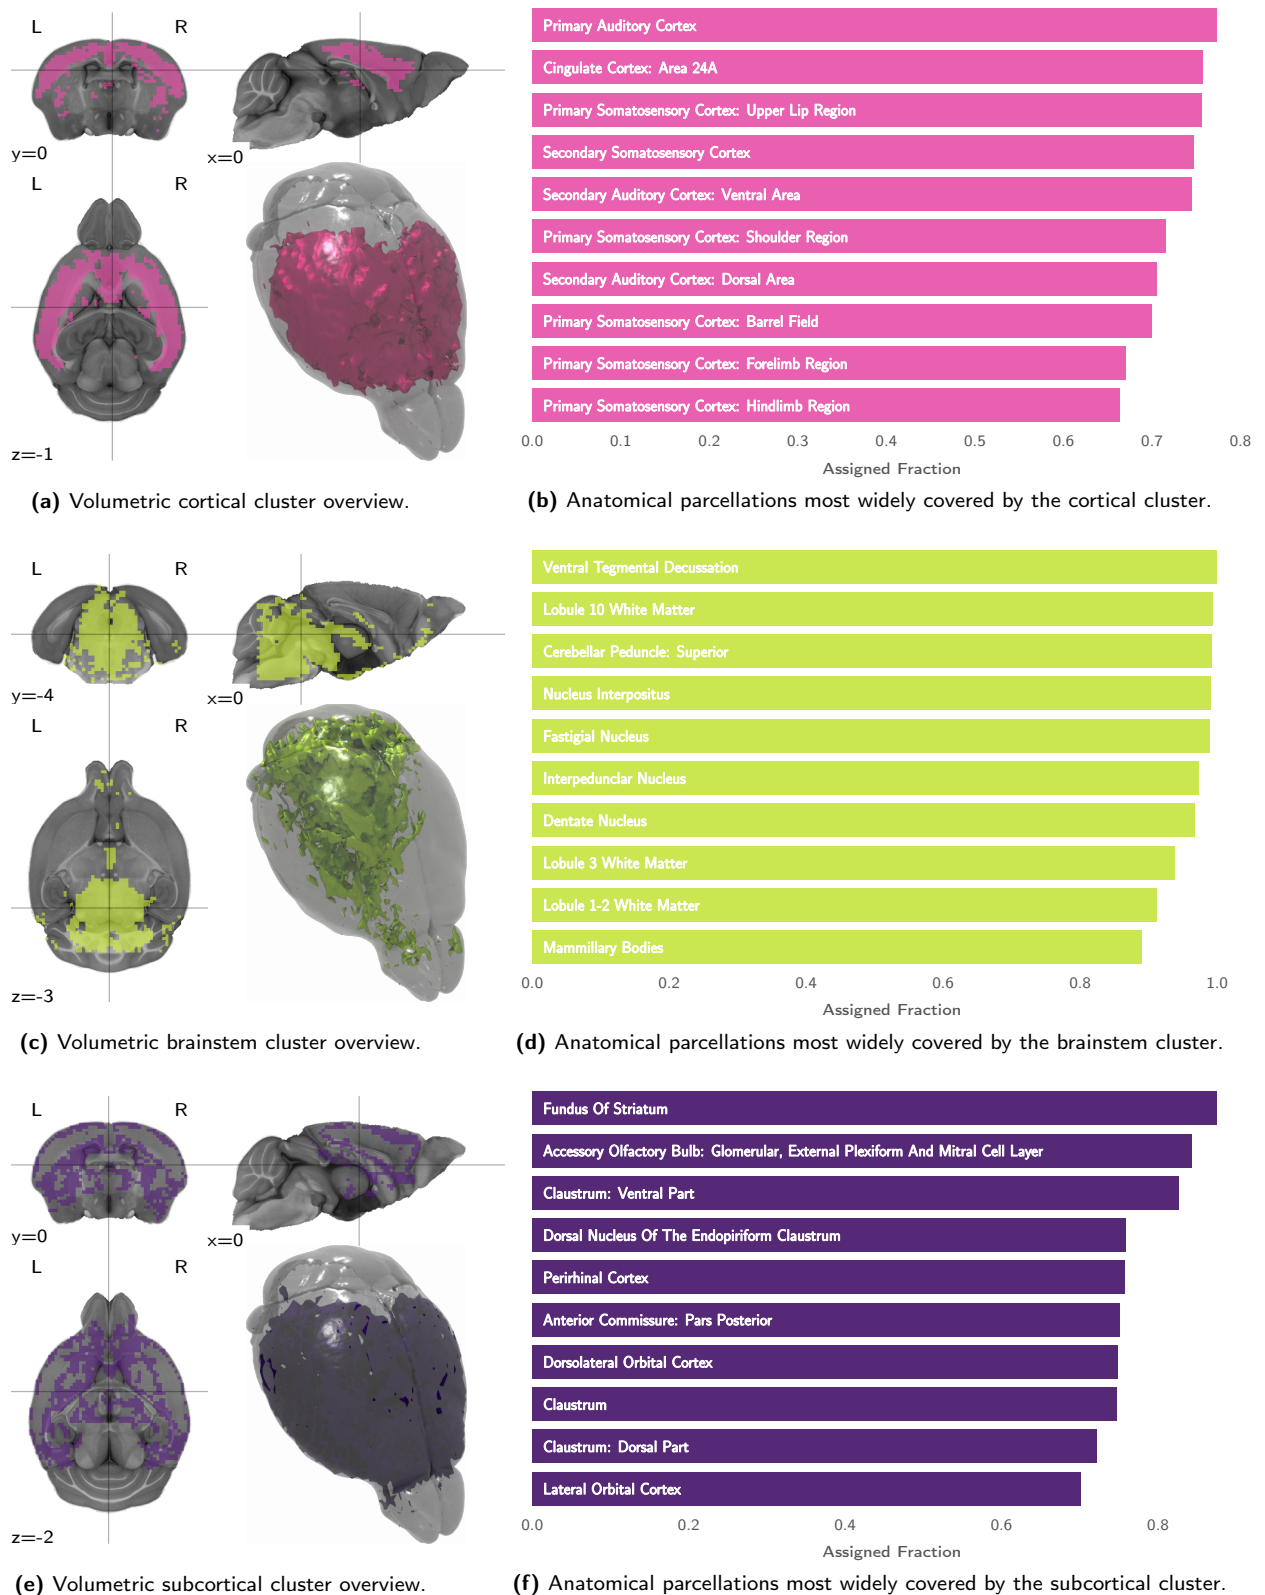 L R
y=0 x=0
L R
z=-1
Primary Auditory Cortex
Cingulate Cortex: Area 24A
Primary Somatosensory Cortex: Upper Lip Region
Secondary Somatosensory Cortex
Secondary Auditory Cortex: Ventral Area
Primary Somatosensory Cortex: Shoulder Region
Secondary Auditory Cortex: Dorsal Area
Primary Somatosensory Cortex: Barrel Field
Primary Somatosensory Cortex: Forelimb Region
Primary Somatosensory Cortex: Hindlimb Region
0.0 0.1 0.2 0.3 0.4 0.5 0.6 0.7 0.8
Assigned Fraction
(a) Volumetric cortical cluster overview.
(b) Anatomical parcellations most widely covered by the cortical cluster.
L R
y=-4 x=0
L R
z=-3
Ventral Tegmental Decussation
Lobule 10 White Matter
Cerebellar Peduncle: Superior
Nucleus Interpositus
Fastigial Nucleus
Interpedunclar Nucleus
Dentate Nucleus
Lobule 3 White Matter
Lobule 1-2 White Matter
Mammillary Bodies
0.0 0.2 0.4 0.6 0.8 1.0
Assigned Fraction
(c) Volumetric brainstem cluster overview.
(d) Anatomical parcellations most widely covered by the brainstem cluster.
L R
y=0 x=0
L R
z=-2
Fundus Of Striatum
Accessory Olfactory Bulb: Glomerular, External Plexiform And Mitral Cell Layer
Claustrum: Ventral Part
Dorsal Nucleus Of The Endopiriform Claustrum
Perirhinal Cortex
Anterior Commissure: Pars Posterior
Dorsolateral Orbital Cortex
Claustrum
Claustrum: Dorsal Part
Lateral Orbital Cortex
0.0 0.2 0.4 0.6 0.8
Assigned Fraction
(e) Volumetric subcortical cluster overview.
(f) Anatomical parcellations most widely covered by the subcortical cluster.